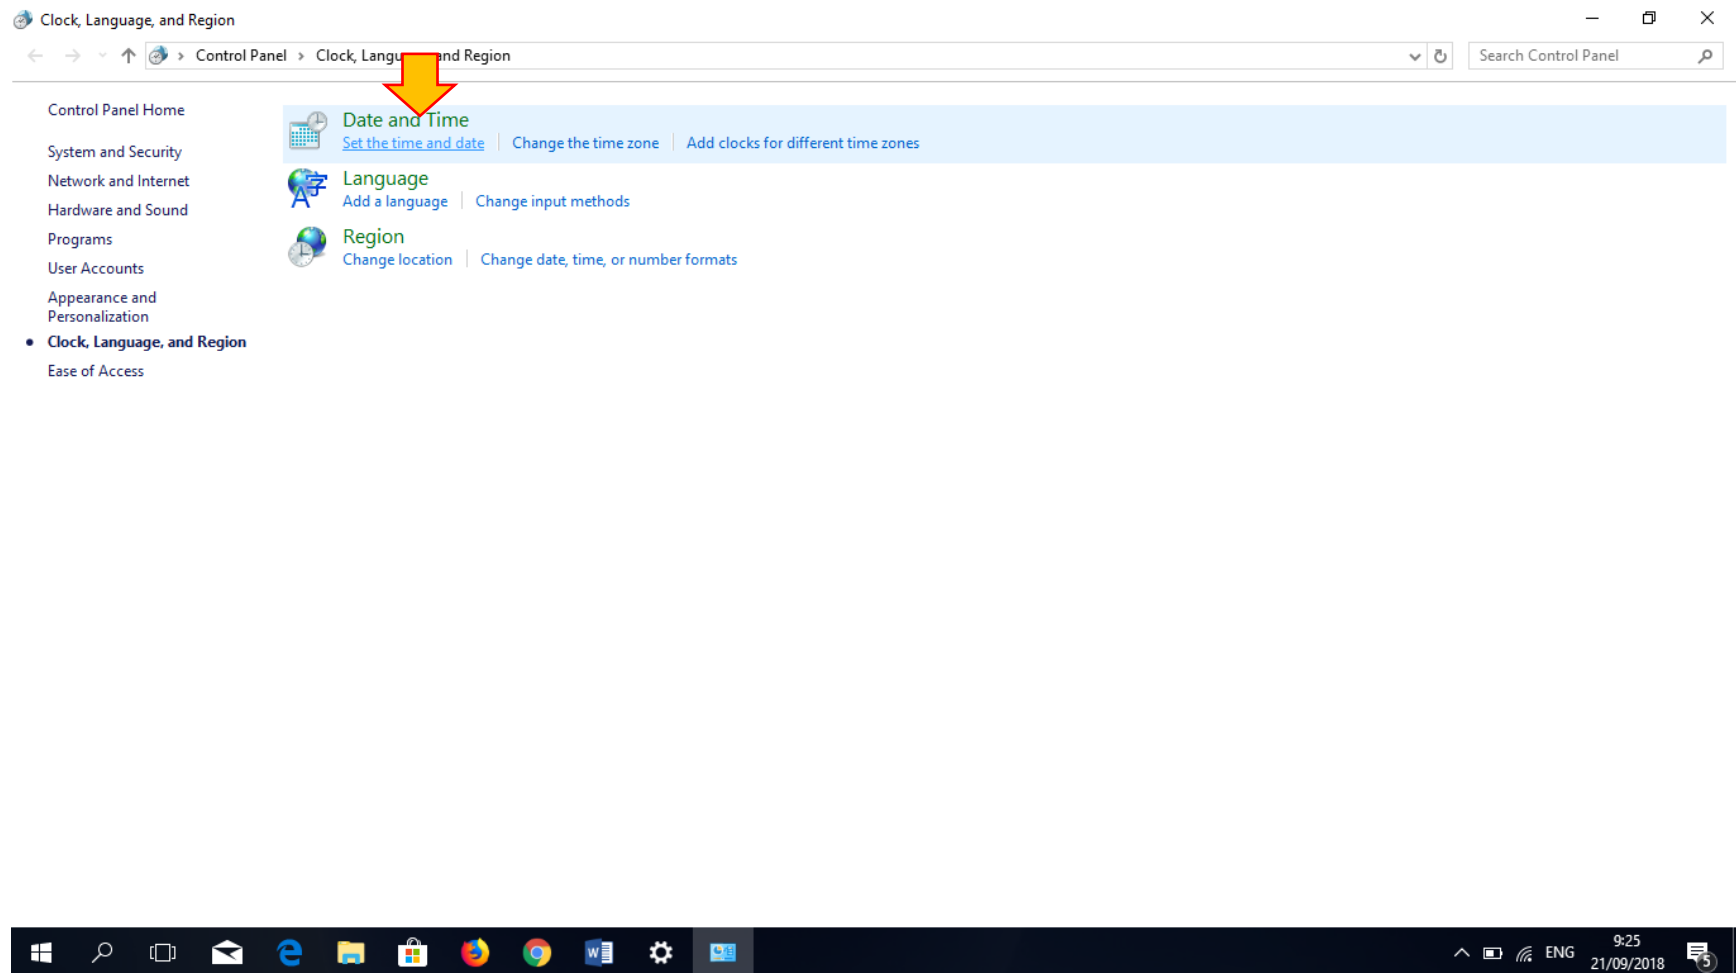 Clock, Language, and Region
Control Panel > Clock, Language, and Region
Search Control Panel
Control Panel Home
System and Security
Network and Internet
Hardware and Sound
Programs
User Accounts
Appearance and
Personalization
Clock, Language, and Region
Ease of Access
Date and Time
Set the time and date | Change the time zone | Add clocks for different time zones
Language
Add a language | Change input methods
Region
Change location | Change date, time, or number formats
ENG
9:25
21/09/2018
5